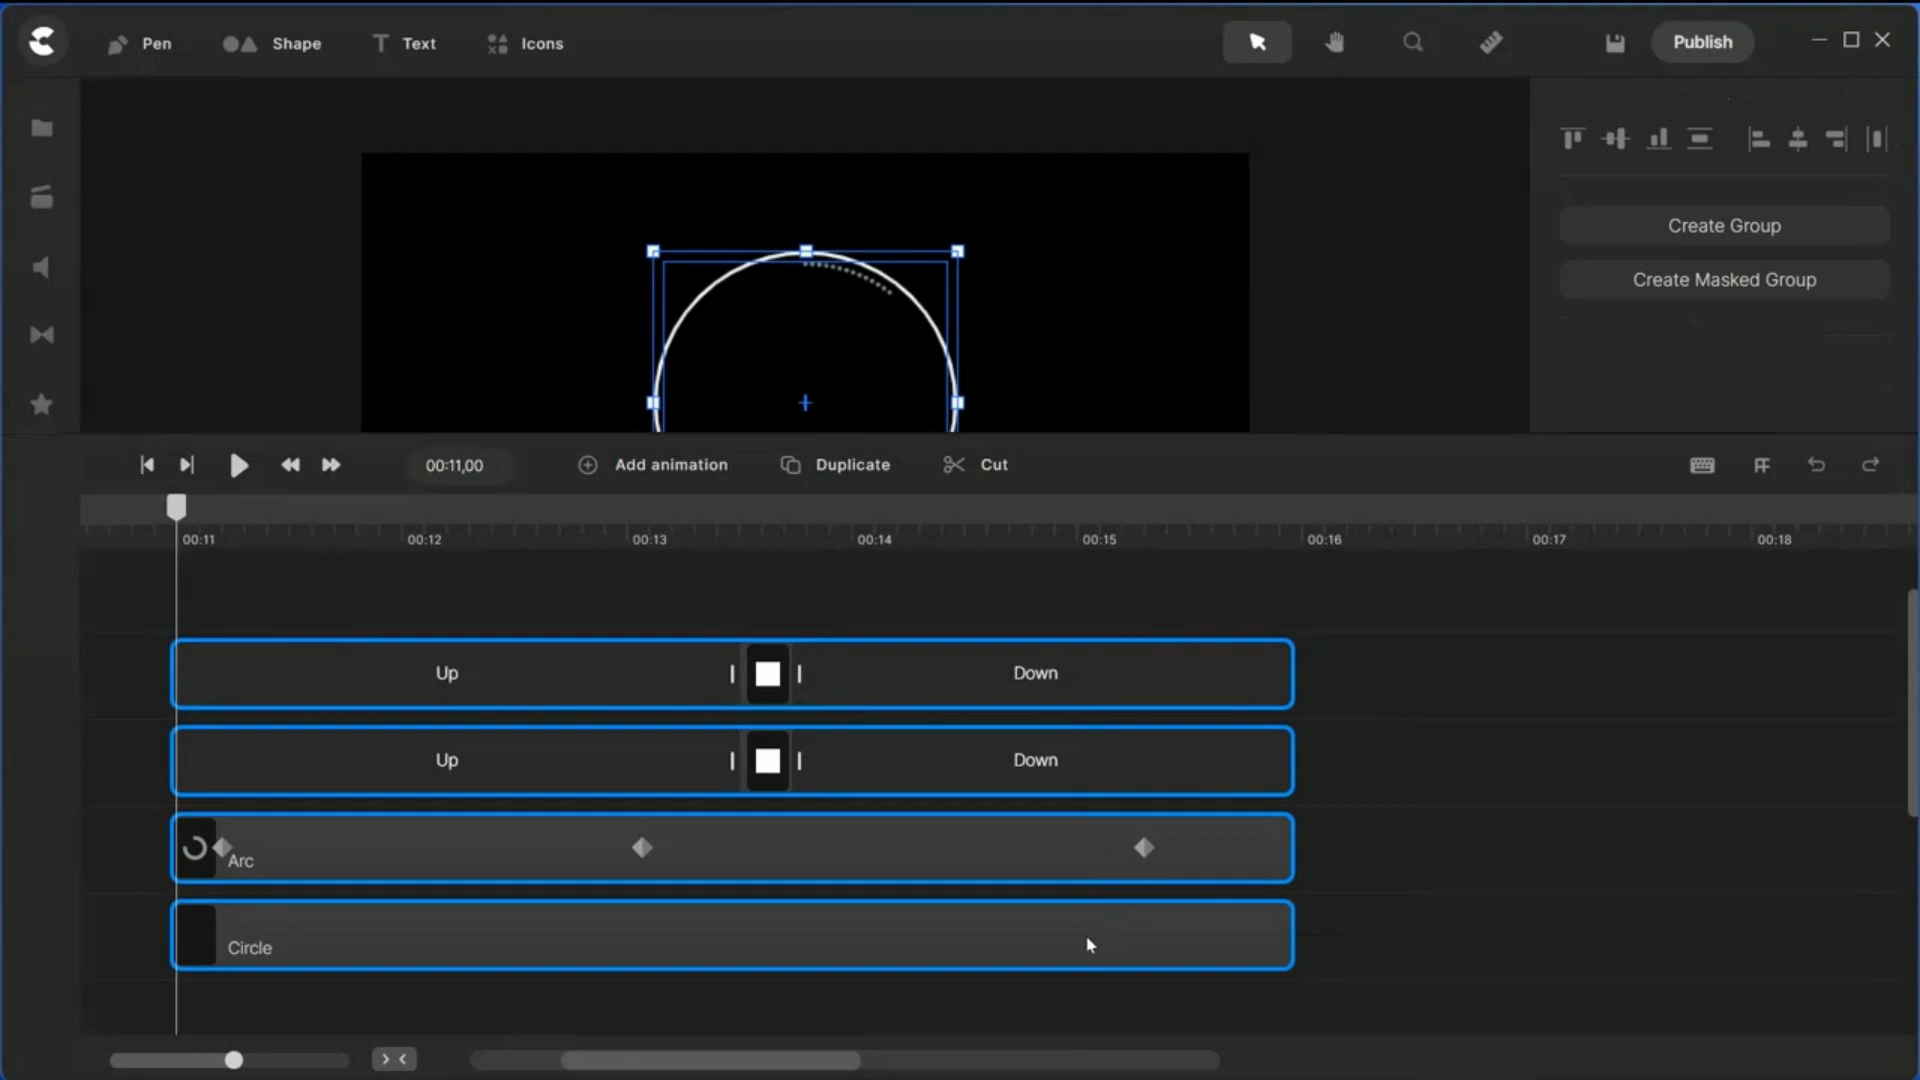 Pen Shape Text Icons Publish
Create Group
Create Masked Group
00:11,00 Add animation Duplicate Cut
00:11 00:12 00:13 00:14 00:15 00:16 00:17 00:18
Up Down
Up Down
Arc
Circle